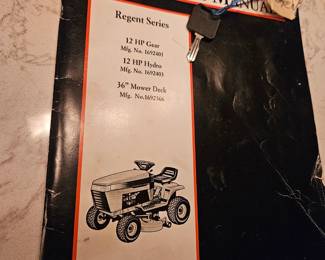 MANUAL
Regent Series
12 HP Gear
Mfg. No. 1692401
12 HP Hydro
Mfg. No. 1692403
36" Mower Deck
Mfg. No.1692366